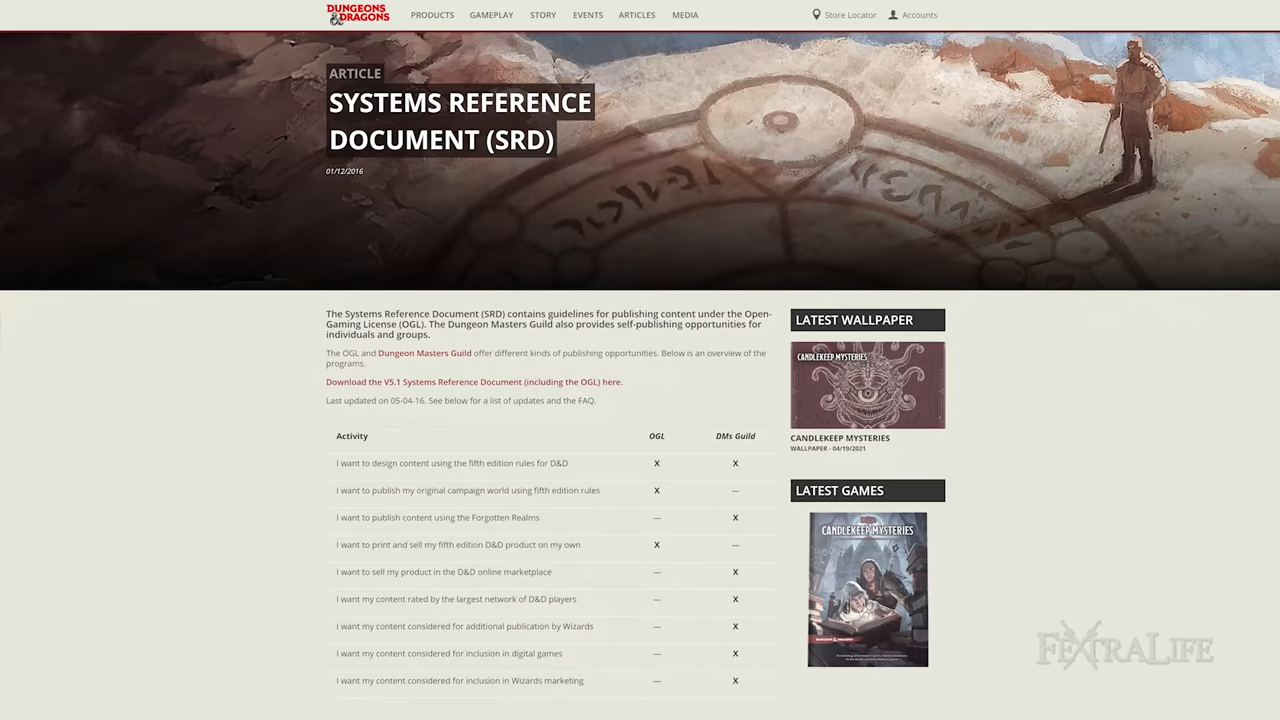 DUNGEONS
& DRAGONS
PRODUCTS GAMEPLAY STORY EVENTS ARTICLES MEDIA
Store Locator Accounts
ARTICLE
SYSTEMS REFERENCE
DOCUMENT (SRD)
01/12/2016
The Systems Reference Document (SRD) contains guidelines for publishing content under the Open-
Gaming License (OGL). The Dungeon Masters Guild also provides self-publishing opportunities for
individuals and groups.
The OGL and Dungeon Masters Guild offer different kinds of publishing opportunities. Below is an overview of the
programs.
Download the V5.1 Systems Reference Document (including the OGL) here.
Last updated on 05-04-16. See below for a list of updates and the FAQ.
Activity OGL DMs Guild
I want to design content using the fifth edition rules for D&D X X
I want to publish my original campaign world using fifth edition rules X —
I want to publish content using the Forgotten Realms — X
I want to print and sell my fifth edition D&D product on my own X —
I want to sell my product in the D&D online marketplace — X
I want my content rated by the largest network of D&D players — X
I want my content considered for additional publication by Wizards — X
I want my content considered for inclusion in digital games — X
I want my content considered for inclusion in Wizards marketing — X
LATEST WALLPAPER
CANDLEKEEP MYSTERIES
CANDLEKEEP MYSTERIES
WALLPAPER - 04/19/2021
LATEST GAMES
CANDLEKEEP MYSTERIES
DUNGEONS & DRAGONS
FEXTRALIFE